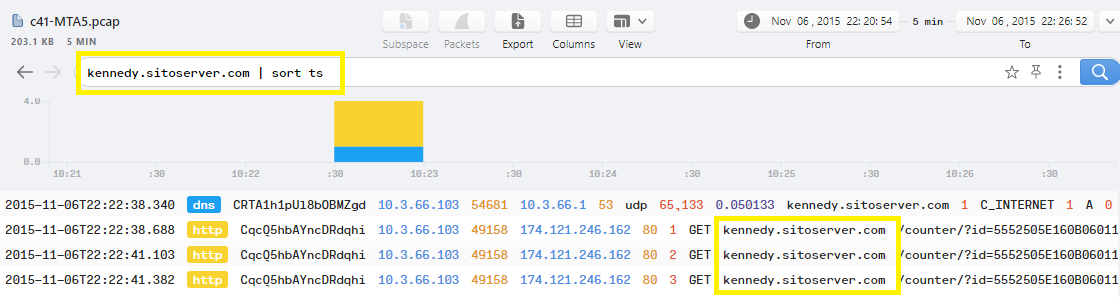 c41-MTA5.pcap
203.1 KB 5 MIN
Subspace Packets Export Columns View
Nov 06 , 2015 22:20:54 5 min Nov 06 , 2015 22:26:52
From To
kennedy.sitoserver.com | sort ts
4.0
0.0
10:21 :30 10:22 :30 10:23 :30 10:24 :30 10:25 :30 10:26 :30
2015-11-06T22:22:38.340 dns CRTA1h1pUl8bOBMZgd 10.3.66.103 54681 10.3.66.1 53 udp 65,133 0.050133 kennedy.sitoserver.com 1 C_INTERNET 1 A 0
2015-11-06T22:22:38.688 http CqcQ5hbAYncDRdqhi 10.3.66.103 49158 174.121.246.162 80 1 GET kennedy.sitoserver.com /counter/?id=5552505E160B06011
2015-11-06T22:22:41.103 http CqcQ5hbAYncDRdqhi 10.3.66.103 49158 174.121.246.162 80 2 GET kennedy.sitoserver.com /counter/?id=5552505E160B06011
2015-11-06T22:22:41.382 http CqcQ5hbAYncDRdqhi 10.3.66.103 49158 174.121.246.162 80 3 GET kennedy.sitoserver.com /counter/?id=5552505E160B06011